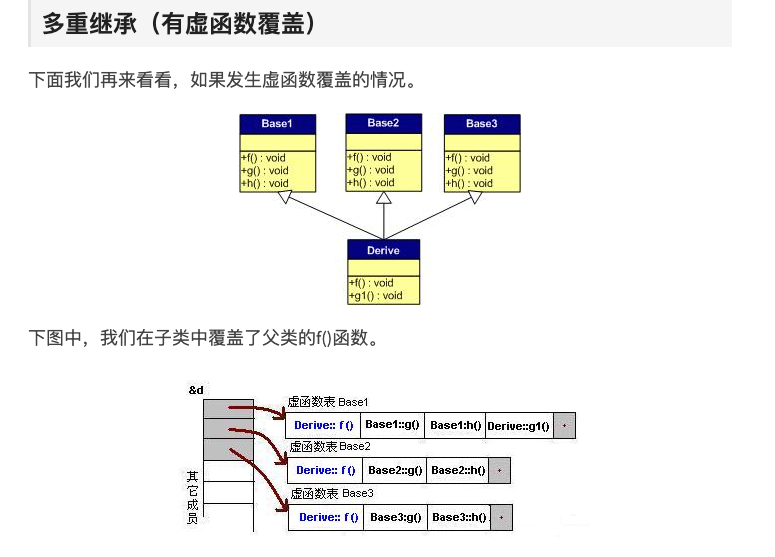 多重继承（有虚函数覆盖）
下面我们再来看看，如果发生虚函数覆盖的情况。
Base1
+f() : void
+g() : void
+h() : void
Base2
+f() : void
+g() : void
+h() : void
Base3
+f() : void
+g() : void
+h() : void
Derive
+f() : void
+g1() : void
下图中，我们在子类中覆盖了父类的f()函数。
&d
其它成员
虚函数表 Base1
Derive:: f() Base1::g() Base1:h() Derive::g1()
虚函数表 Base2
Derive:: f() Base2::g() Base2::h()
虚函数表 Base3
Derive:: f() Base3:g() Base3::h()